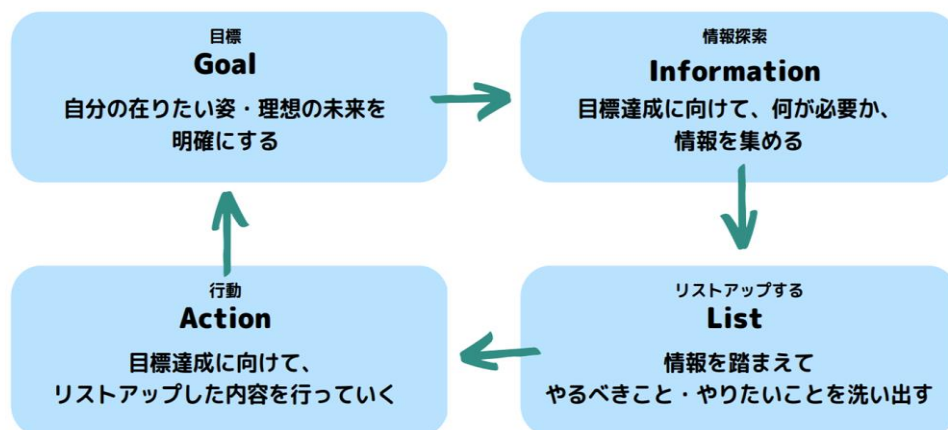 目標
Goal
自分の在りたい姿・理想の未来を
明確にする
情報探索
Information
目標達成に向けて、何が必要か、
情報を集める
行動
Action
目標達成に向けて、
リストアップした内容を行っていく
リストアップする
List
情報を踏まえて
やるべきこと・やりたいことを洗い出す